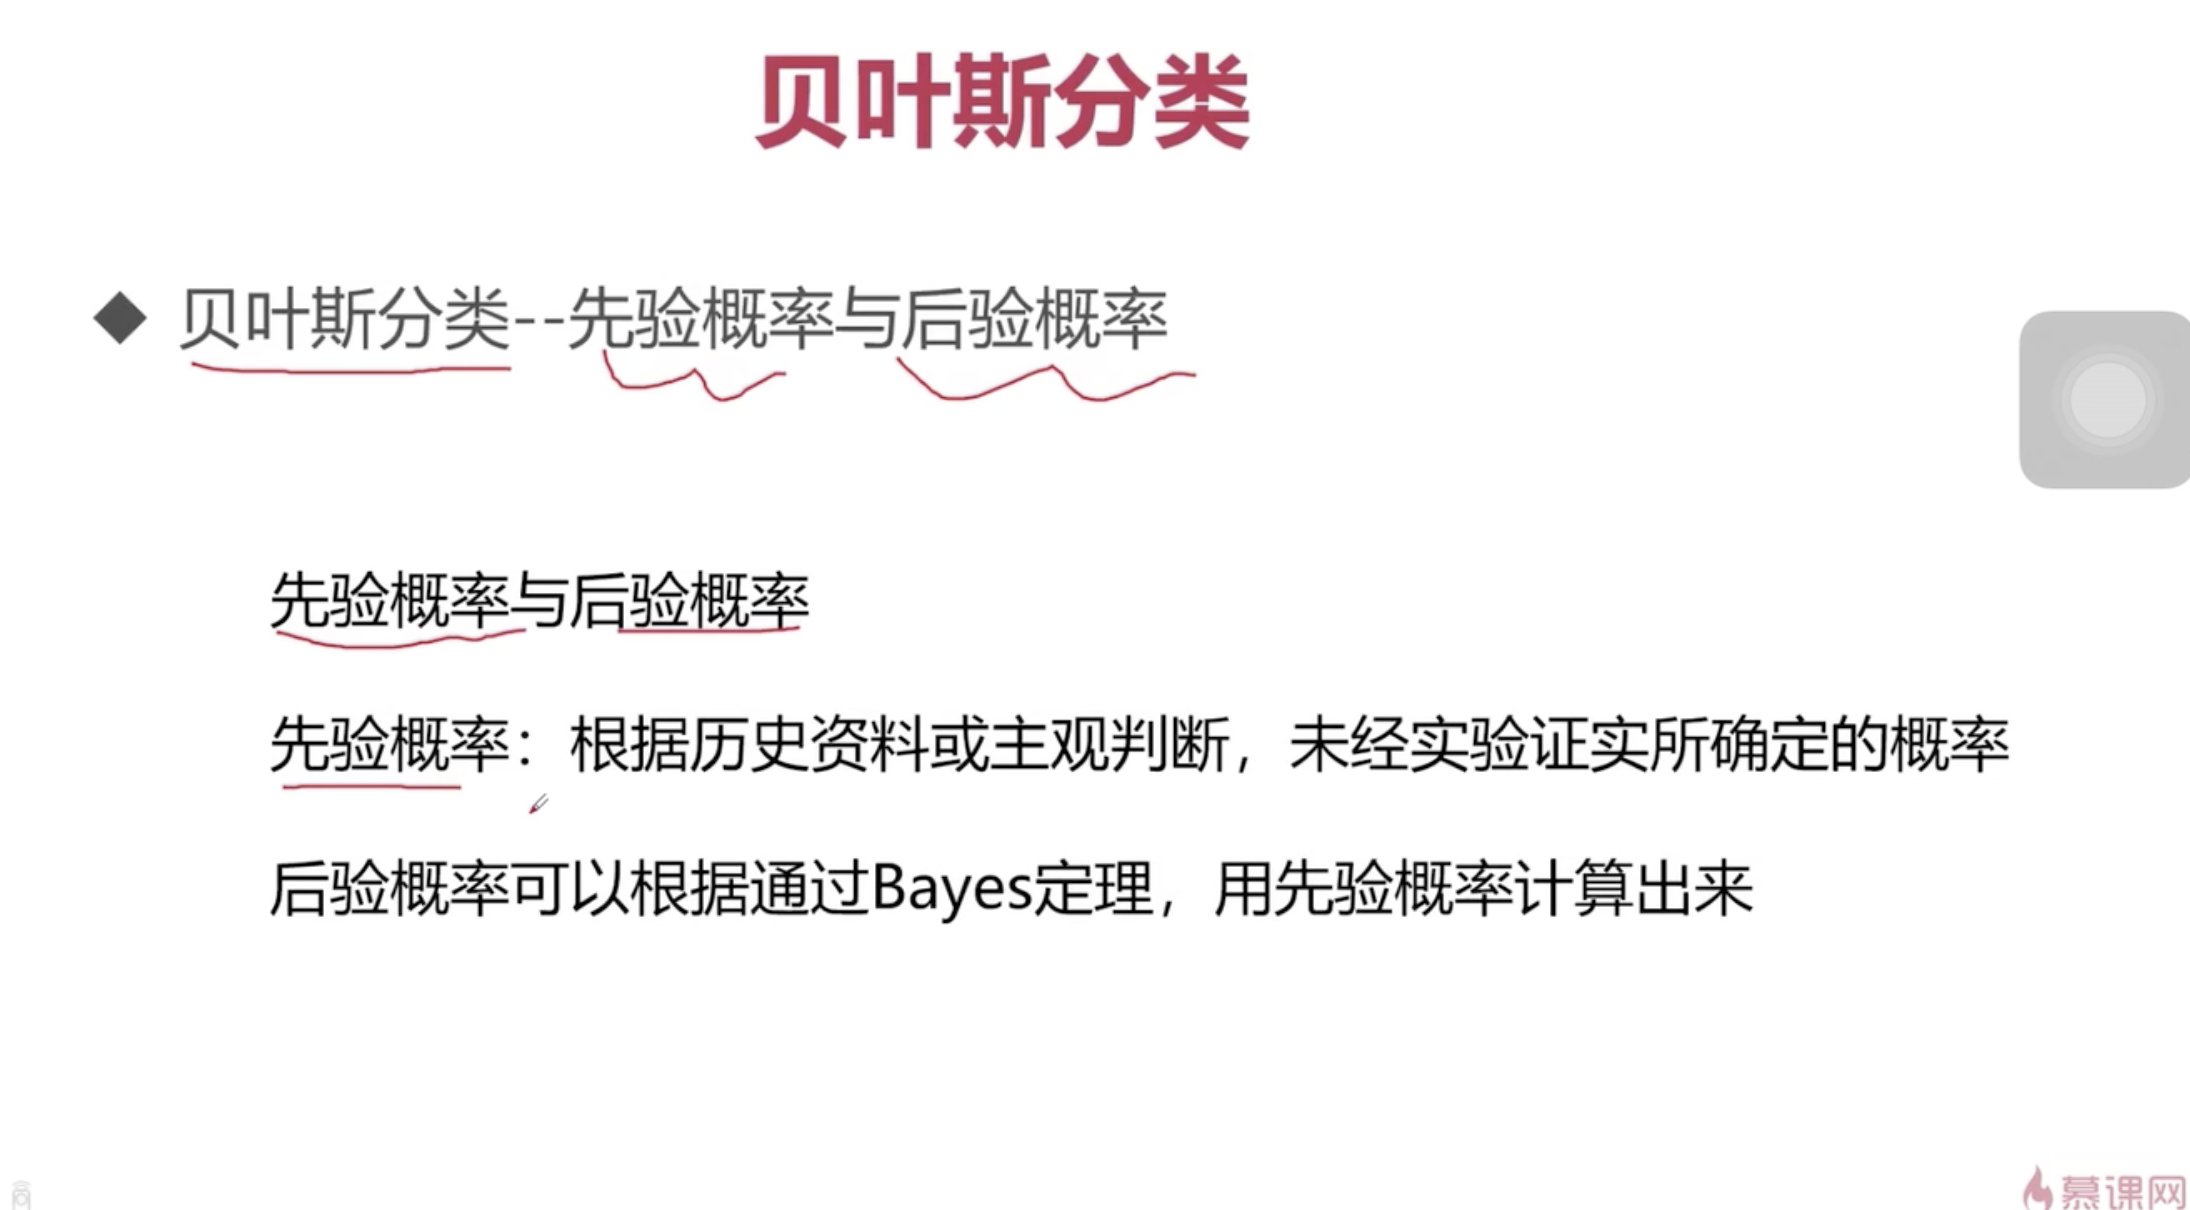 贝叶斯分类
贝叶斯分类--先验概率与后验概率
先验概率与后验概率
先验概率：根据历史资料或主观判断，未经实验证实所确定的概率
后验概率可以根据通过Bayes定理，用先验概率计算出来
慕课网